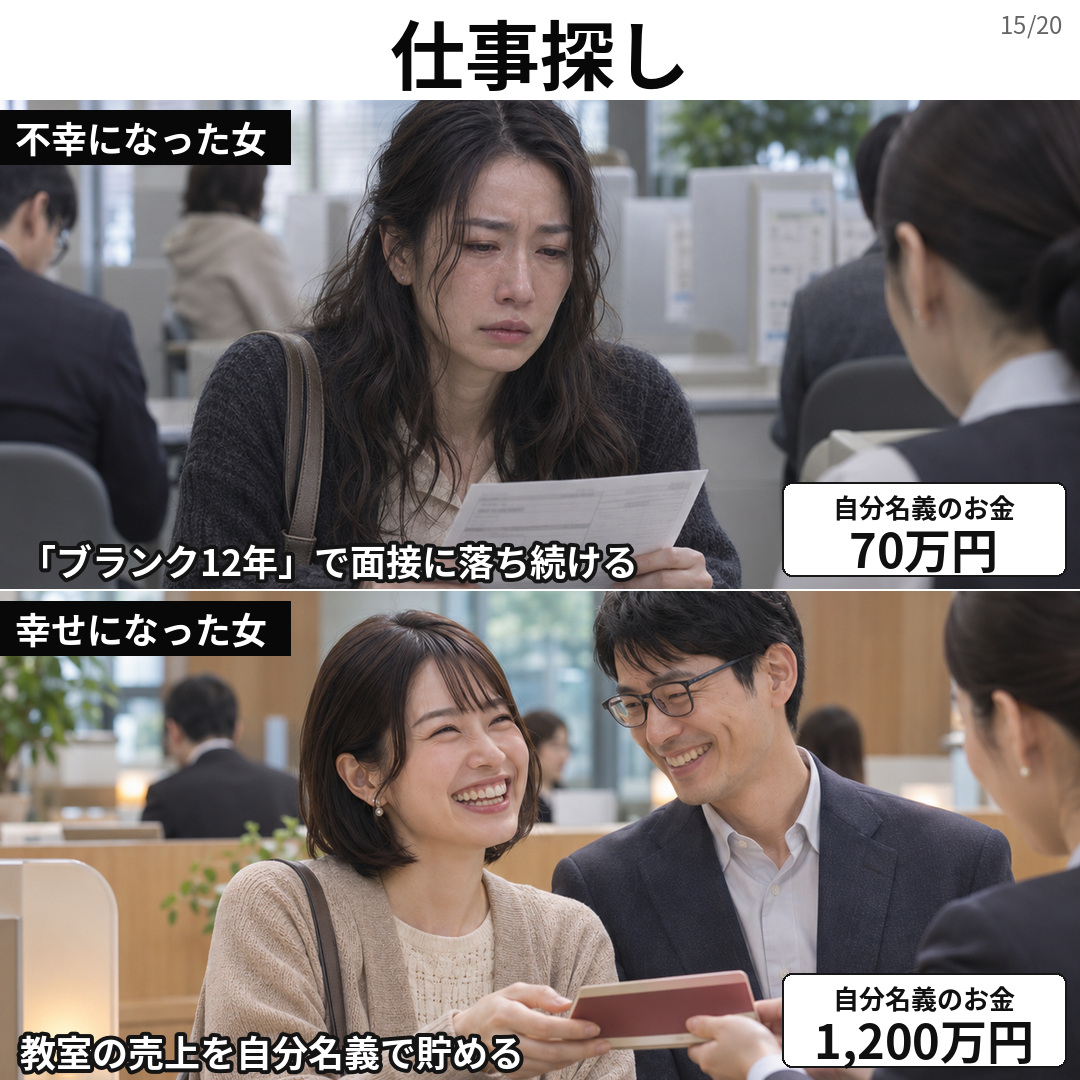 仕事探し
15/20
不幸になった女
自分名義のお金
70万円
「ブランク12年」で面接に落ち続ける
幸せになった女
自分名義のお金
1,200万円
教室の売上を自分名義で貯める